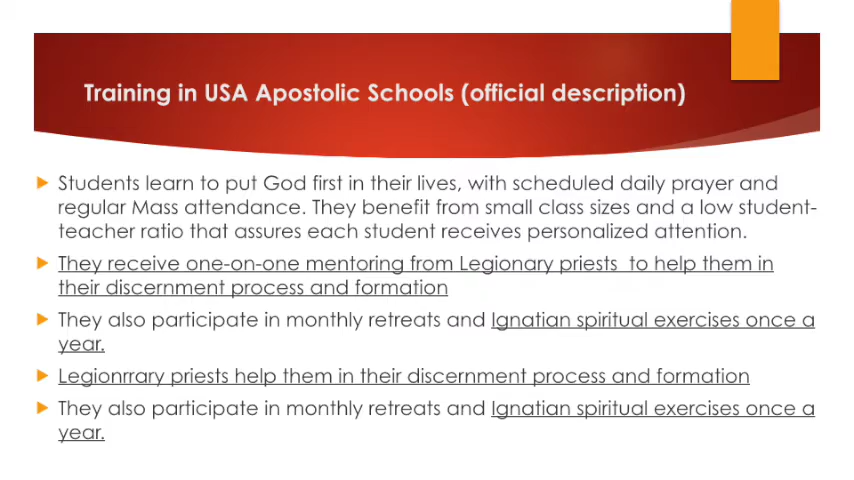 Training in USA Apostolic Schools (official description)
Students learn to put God first in their lives, with scheduled daily prayer and
regular Mass attendance. They benefit from small class sizes and a low student-
teacher ratio that assures each student receives personalized attention.
They receive one-on-one mentoring from Legionary priests to help them in
their discernment process and formation
They also participate in monthly retreats and Ignatian spiritual exercises once a
year.
Legionrrary priests help them in their discernment process and formation
They also participate in monthly retreats and Ignatian spiritual exercises once a
year.